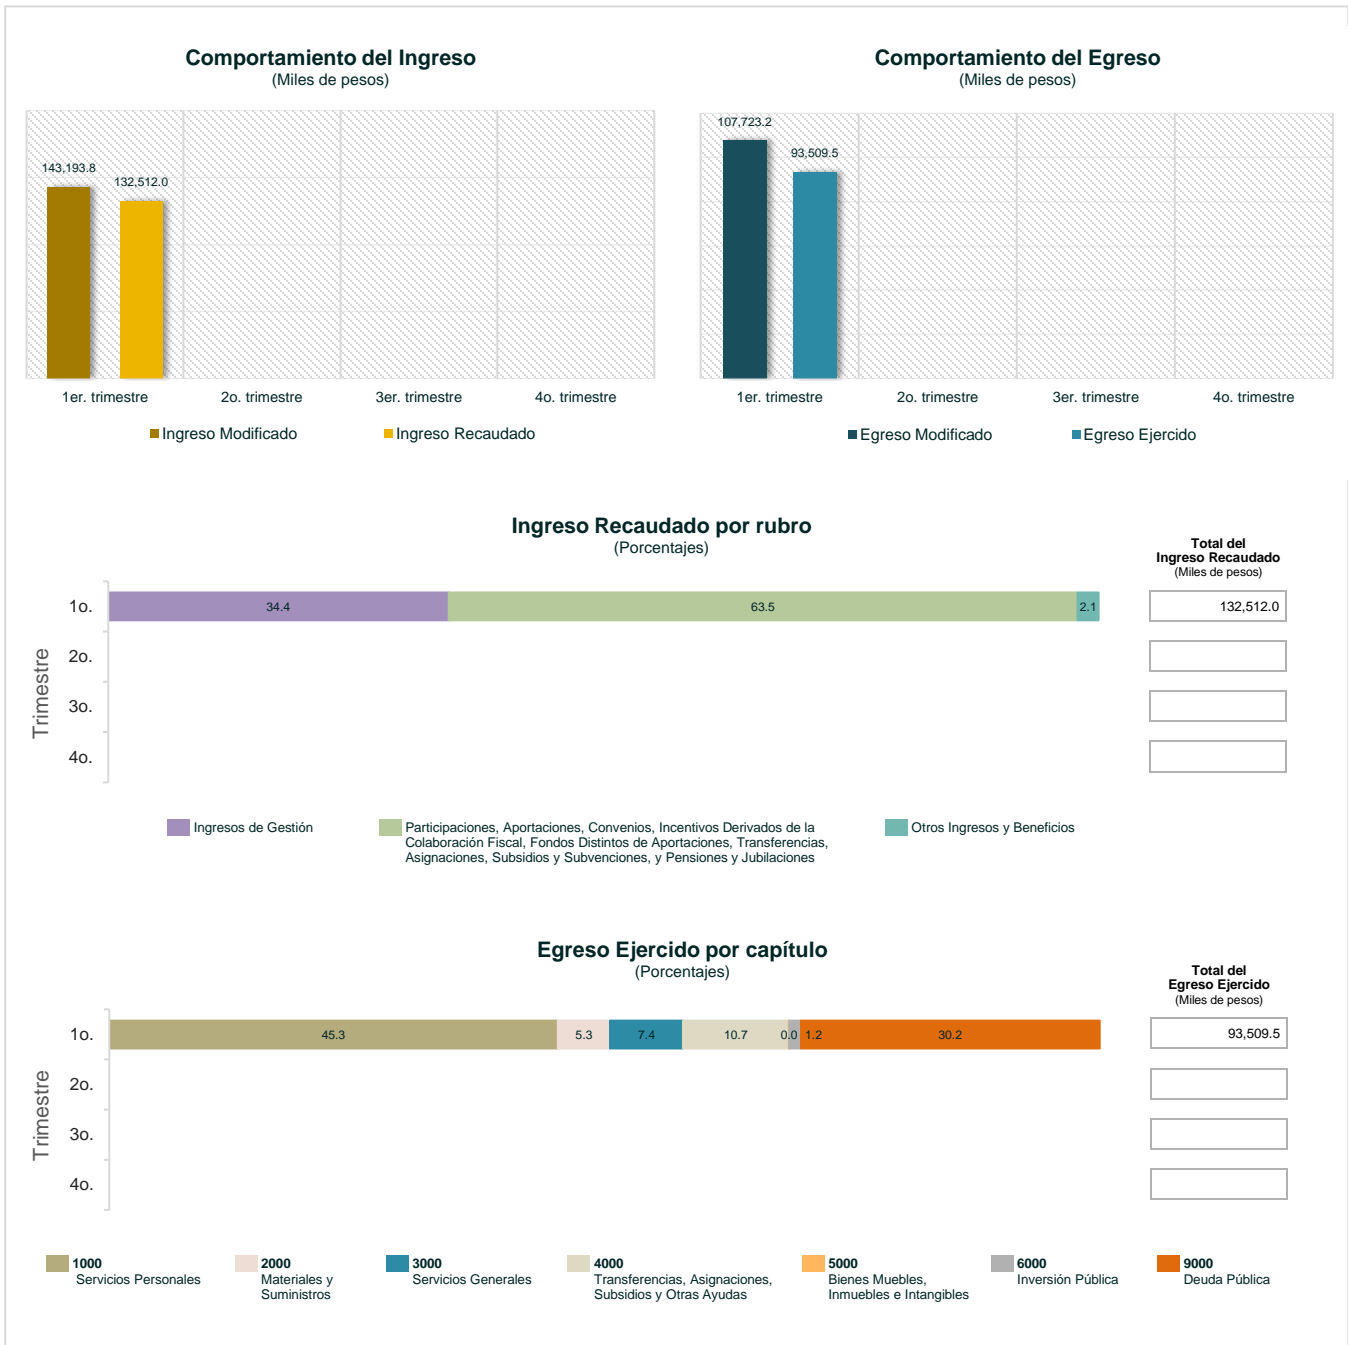 Comportamiento del Ingreso
(Miles de pesos)
143,193.8
132,512.0
1er. trimestre 2o. trimestre 3er. trimestre 4o. trimestre
Ingreso Modificado Ingreso Recaudado
Comportamiento del Egreso
(Miles de pesos)
107,723.2
93,509.5
1er. trimestre 2o. trimestre 3er. trimestre 4o. trimestre
Egreso Modificado Egreso Ejercido
Ingreso Recaudado por rubro
(Porcentajes)
Total del
Ingreso Recaudado
(Miles de pesos)
Trimestre
1o. 34.4 63.5 2.1 132,512.0
2o.
3o.
4o.
Ingresos de Gestión
Participaciones, Aportaciones, Convenios, Incentivos Derivados de la
Colaboración Fiscal, Fondos Distintos de Aportaciones, Transferencias,
Asignaciones, Subsidios y Subvenciones, y Pensiones y Jubilaciones
Otros Ingresos y Beneficios
Egreso Ejercido por capítulo
(Porcentajes)
Total del
Egreso Ejercido
(Miles de pesos)
Trimestre
1o. 45.3 5.3 7.4 10.7 0.0 1.2 30.2 93,509.5
2o.
3o.
4o.
1000
Servicios Personales
2000
Materiales y
Suministros
3000
Servicios Generales
4000
Transferencias, Asignaciones,
Subsidios y Otras Ayudas
5000
Bienes Muebles,
Inmuebles e Intangibles
6000
Inversión Pública
9000
Deuda Pública